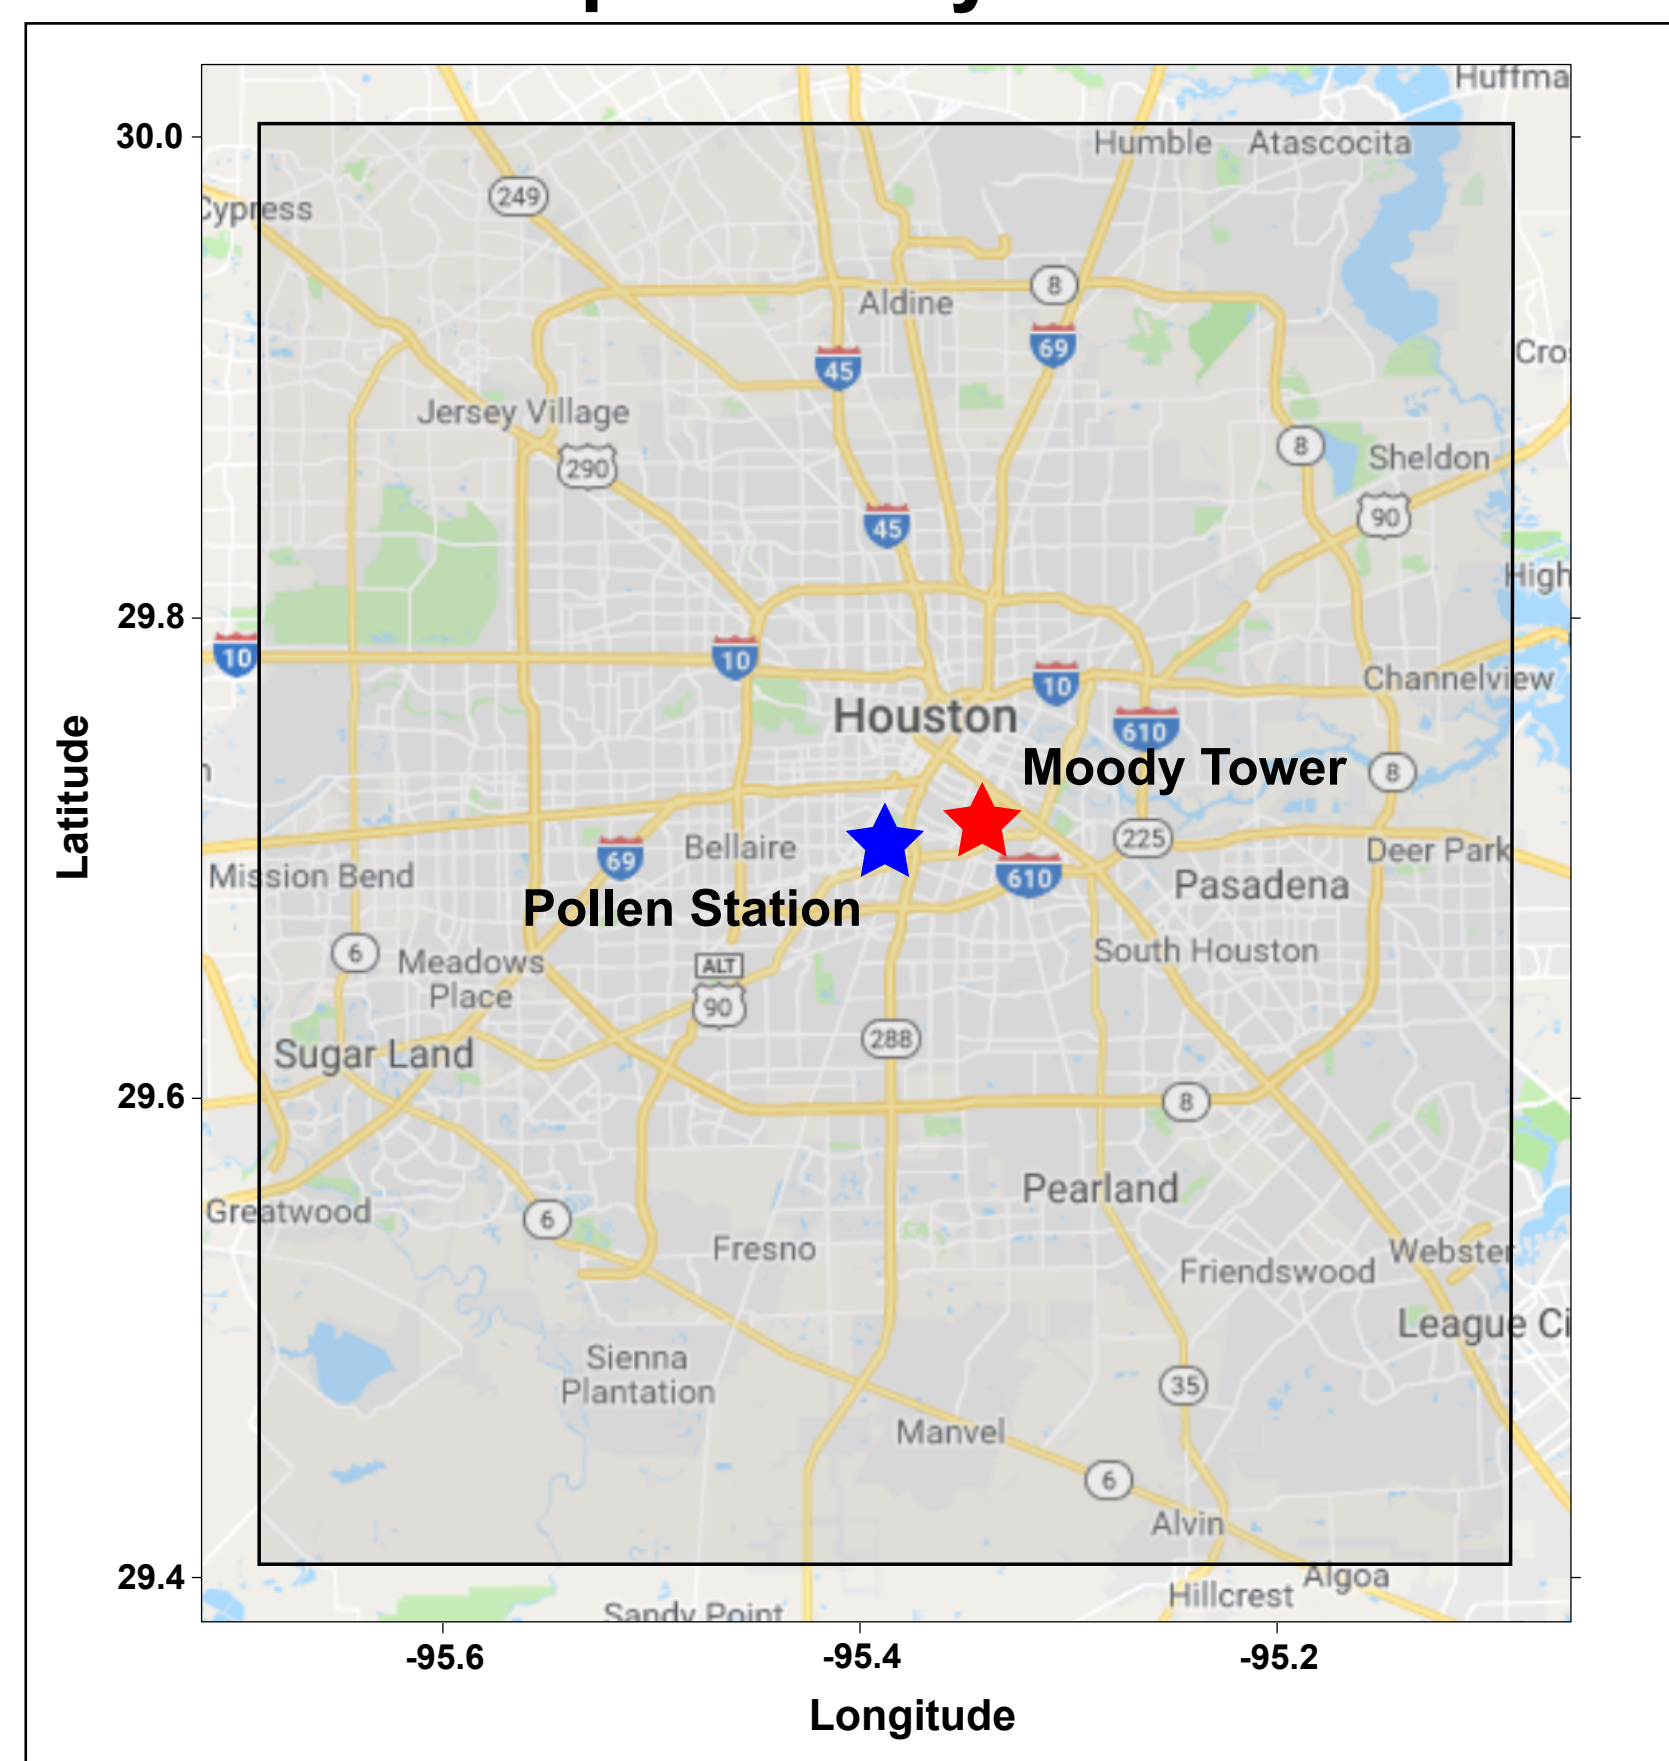 Huffma
30.0
Humble
Atascocita
249
Cypress
8
Aldine
69
45
Cros
Jersey Village
8
Sheldon
290
90
45
High
29.8
10
10
10
Channelview
Houston
610
Moody Tower
8
Latitude
225
Bellaire
69
Deer Park
Mission Bend
610
Pasadena
Pollen Station
6
South Houston
Meadows
Place
ALT
90
288
Sugar Land
29.6
8
Pearland
Greatwood
6
Fresno
Webster
Friendswood
League Ci
Sienna
Plantation
35
Manvel
6
Alvin
29.4
Algoa
Hillcrest
Sandy Point
-95.6
-95.4
-95.2
Longitude